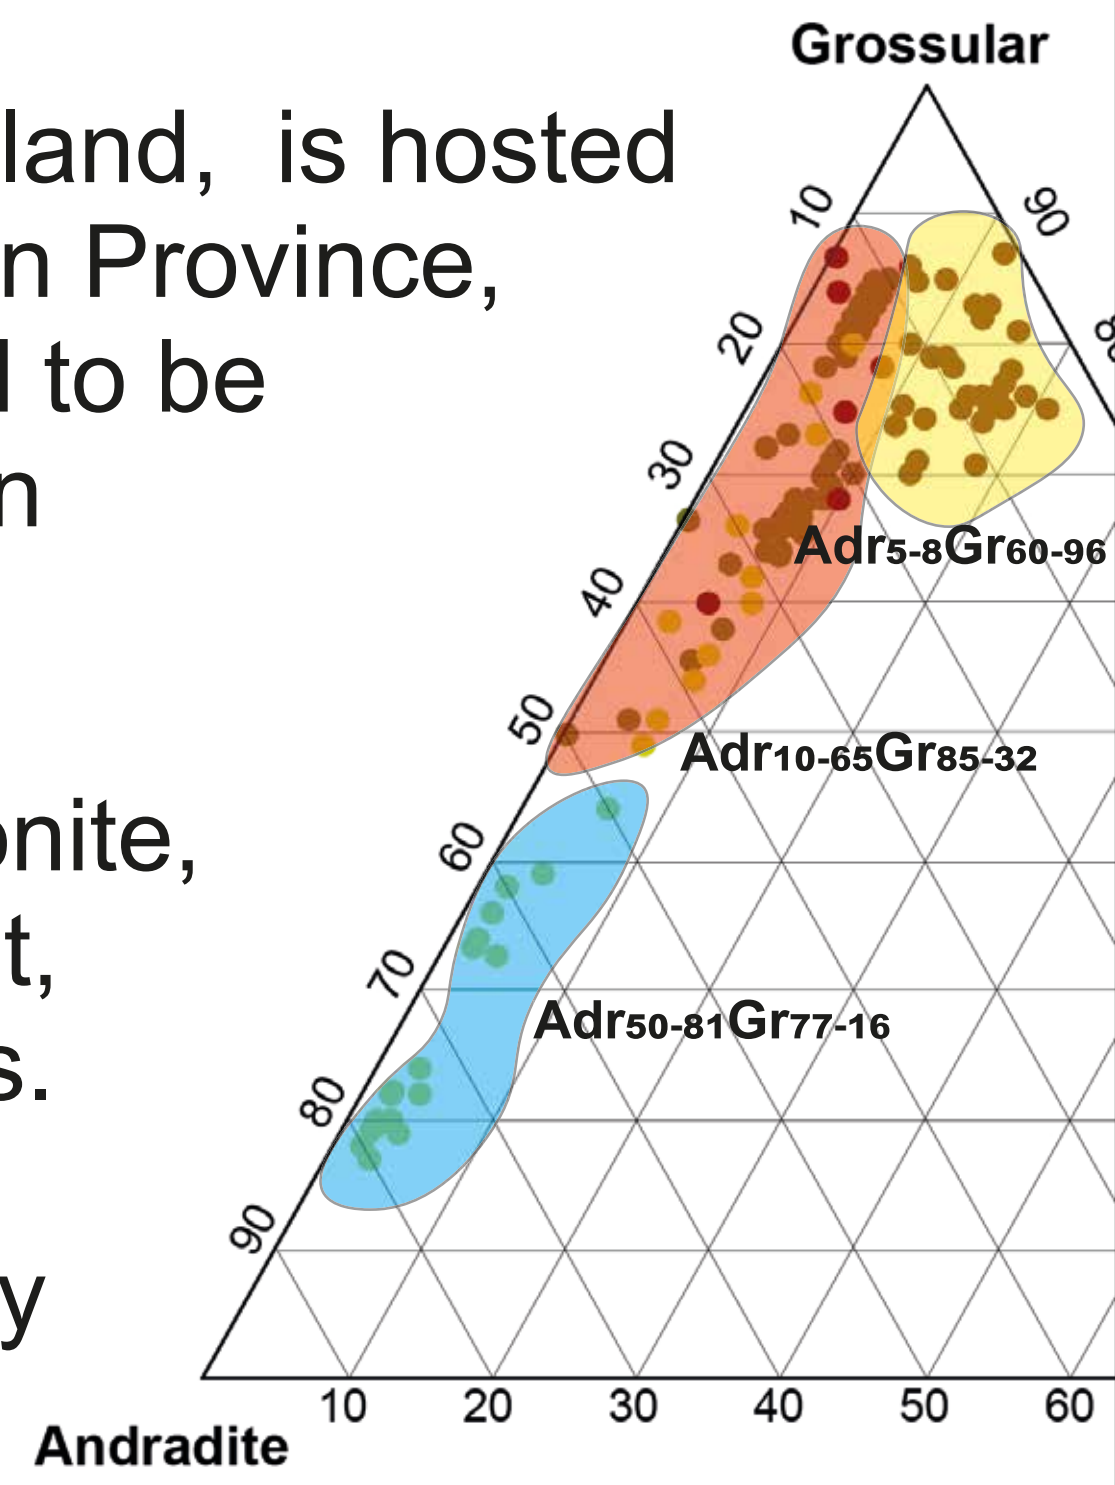 Grossular
land, is hosted
n Province,
to be
n
onite,
t,
s.
y
10
20
30
40
50
60
70
80
90
90
Adr5-8Gr60-96
Adr10-65Gr85-32
Adr50-81Gr77-16
10 20 30 40 50 60
Andradite